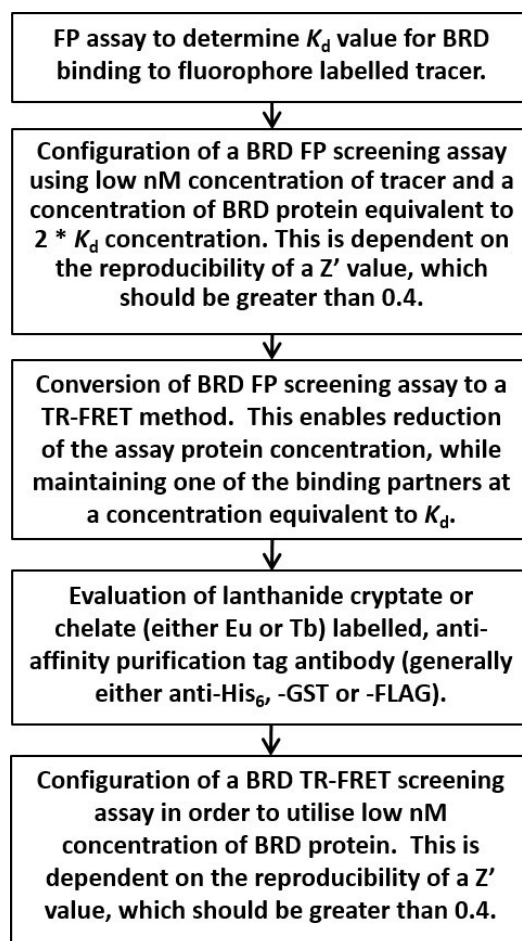 FP assay to determine Kd value for BRD
binding to fluorophore labelled tracer.
Configuration of a BRD FP screening assay
using low nM concentration of tracer and a
concentration of BRD protein equivalent to
2 * Kd concentration. This is dependent on
the reproducibility of a Z’ value, which
should be greater than 0.4.
Conversion of BRD FP screening assay to a
TR-FRET method.  This enables reduction
of the assay protein concentration, while
maintaining one of the binding partners at
a concentration equivalent to Kd.
Evaluation of lanthanide cryptate or
chelate (either Eu or Tb) labelled, anti-
affinity purification tag antibody (generally
either anti-His6, -GST or -FLAG).
Configuration of a BRD TR-FRET screening
assay in order to utilise low nM
concentration of BRD protein.  This is
dependent on the reproducibility of a Z’
value, which should be greater than 0.4.